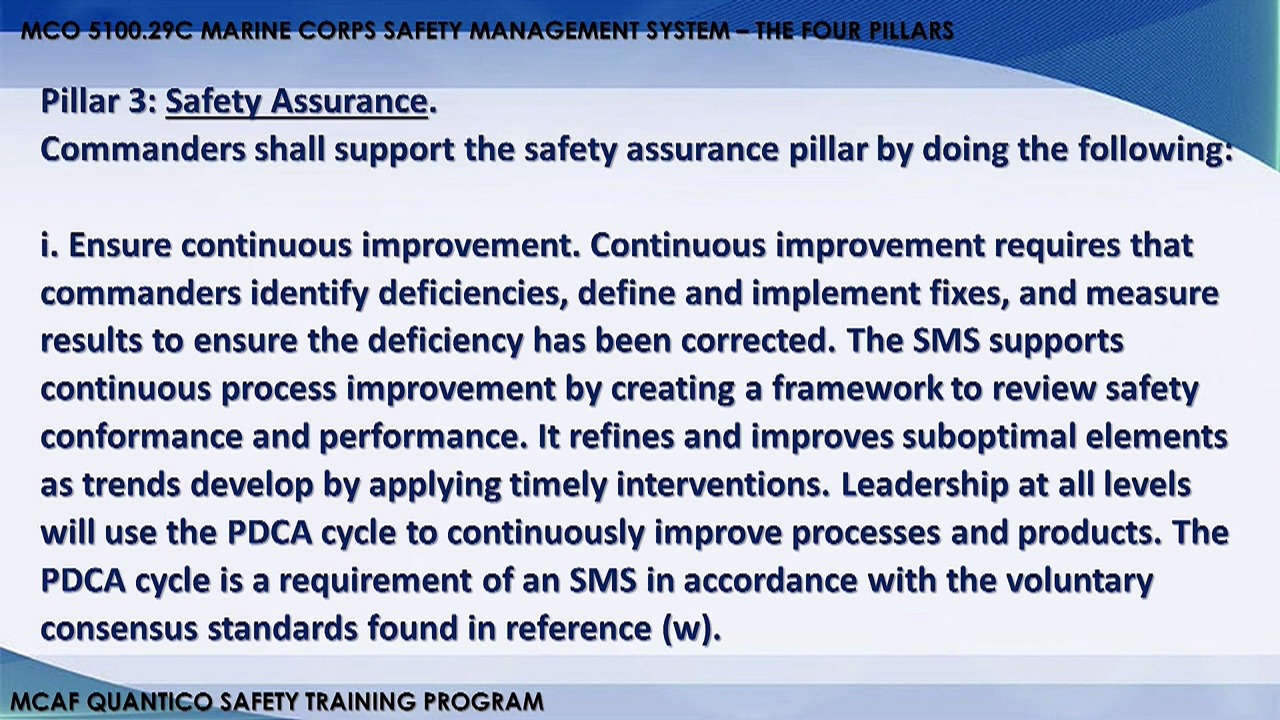 MCO 5100.29C MARINE CORPS SAFETY MANAGEMENT SYSTEM – THE FOUR PILLARS
Pillar 3: Safety Assurance.
Commanders shall support the safety assurance pillar by doing the following:
i. Ensure continuous improvement. Continuous improvement requires that
commanders identify deficiencies, define and implement fixes, and measure
results to ensure the deficiency has been corrected. The SMS supports
continuous process improvement by creating a framework to review safety
conformance and performance. It refines and improves suboptimal elements
as trends develop by applying timely interventions. Leadership at all levels
will use the PDCA cycle to continuously improve processes and products. The
PDCA cycle is a requirement of an SMS in accordance with the voluntary
consensus standards found in reference (w).
MCAF QUANTICO SAFETY TRAINING PROGRAM